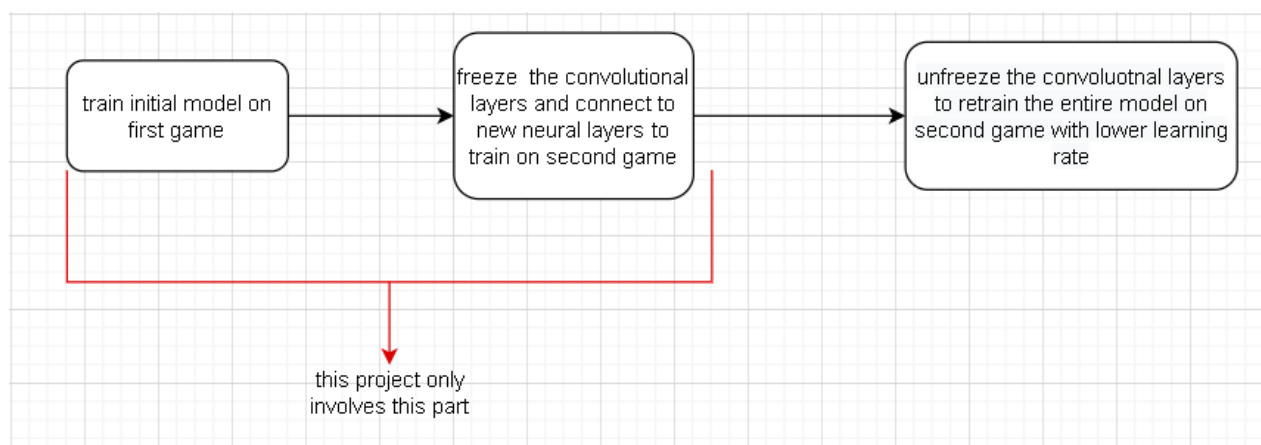 train initial model on
first game
freeze the convolutional
layers and connect to
new neural layers to
train on second game
unfreeze the convoluotnal layers
to retrain the entire model on
second game with lower learning
rate
this project only
involves this part